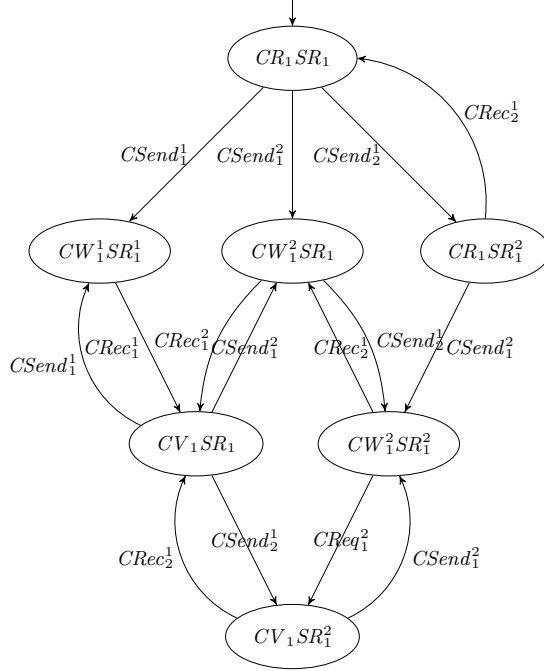 CR₁SR₁
CRec₂¹
CSend₁¹
CSend₁²
CSend₂¹
CW₁¹SR₁¹
CW₁²SR₁
CR₁SR₁²
CSend₁¹
CRec₁¹
CRec₁²
CSend₁²
CRec₂¹
CSend₂¹
CSend₁²
CV₁SR₁
CW₁²SR₁²
CRec₂¹
CSend₂¹
CReq₁²
CSend₁²
CV₁SR₁²